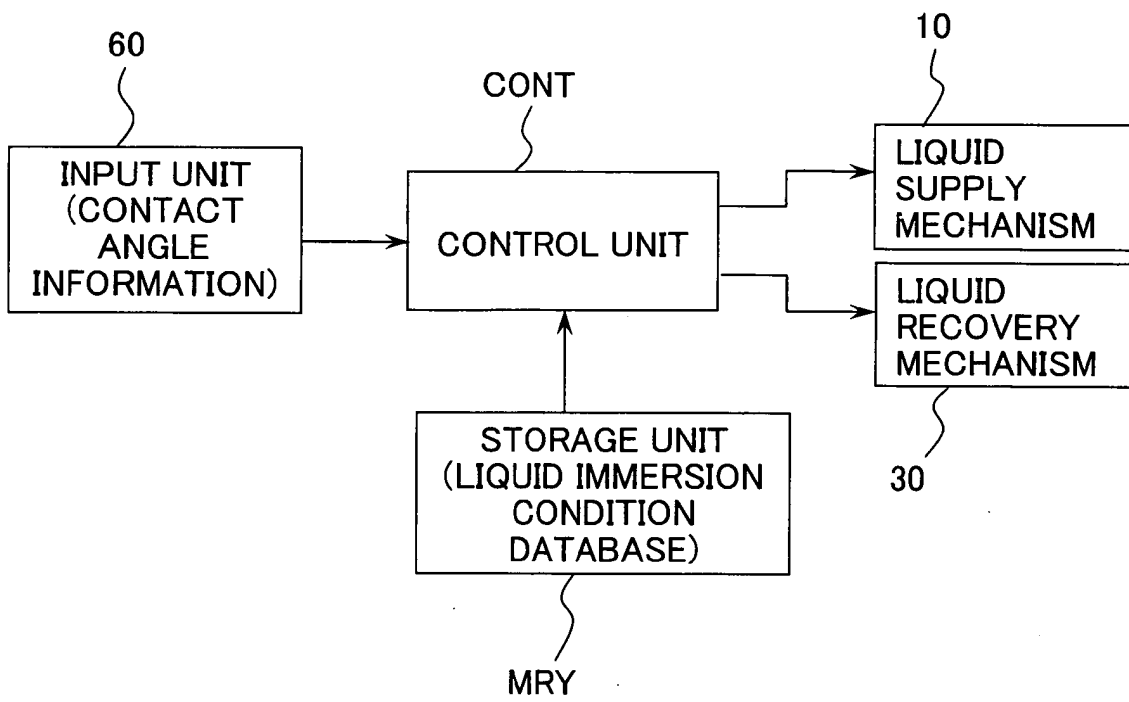 60
INPUT UNIT
(CONTACT
ANGLE
INFORMATION)
CONT
CONTROL UNIT
10
LIQUID
SUPPLY
MECHANISM
LIQUID
RECOVERY
MECHANISM
30
STORAGE UNIT
(LIQUID IMMERSION
CONDITION
DATABASE)
MRY